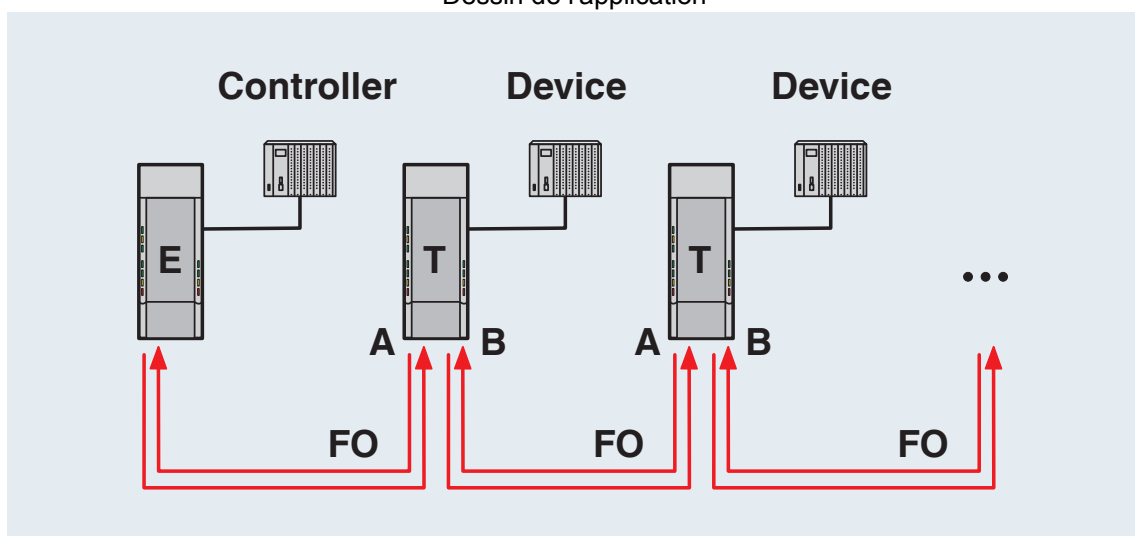 Dessin de l'application
Controller Device Device
E T T ...
A B A B
FO FO FO